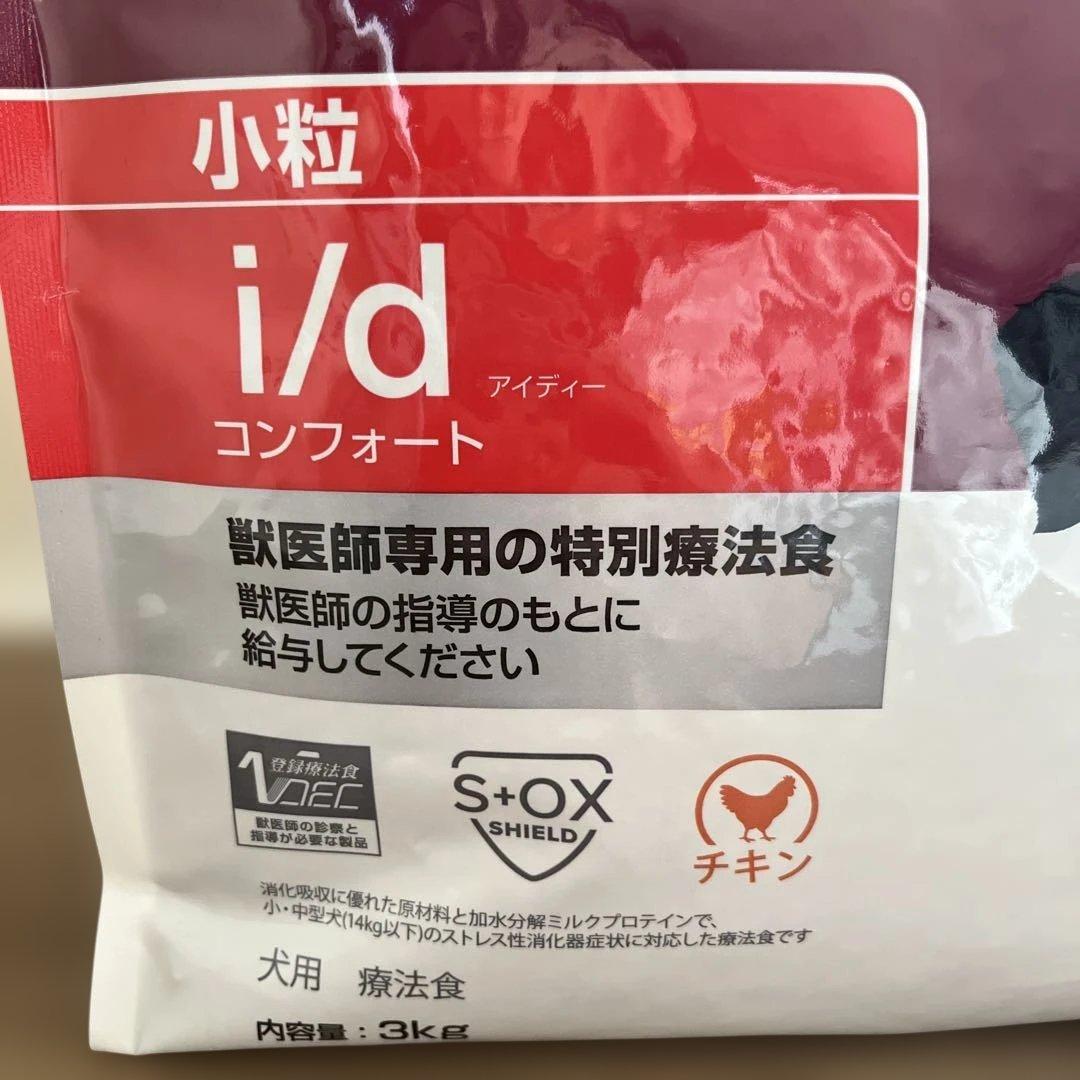 小粒
i/d
アイディー
コンフォート
獣医師専用の特別療法食
獣医師の指導のもとに
給与してください
登録療法食
VDEC
獣医師の診察と
指導が必要な製品
S+OX
SHIELD
チキン
消化吸収に優れた原材料と加水分解ミルクプロテインで、
小・中型犬(14kg以下)のストレス性消化器症状に対応した療法食です
犬用 療法食
内容量：3kg